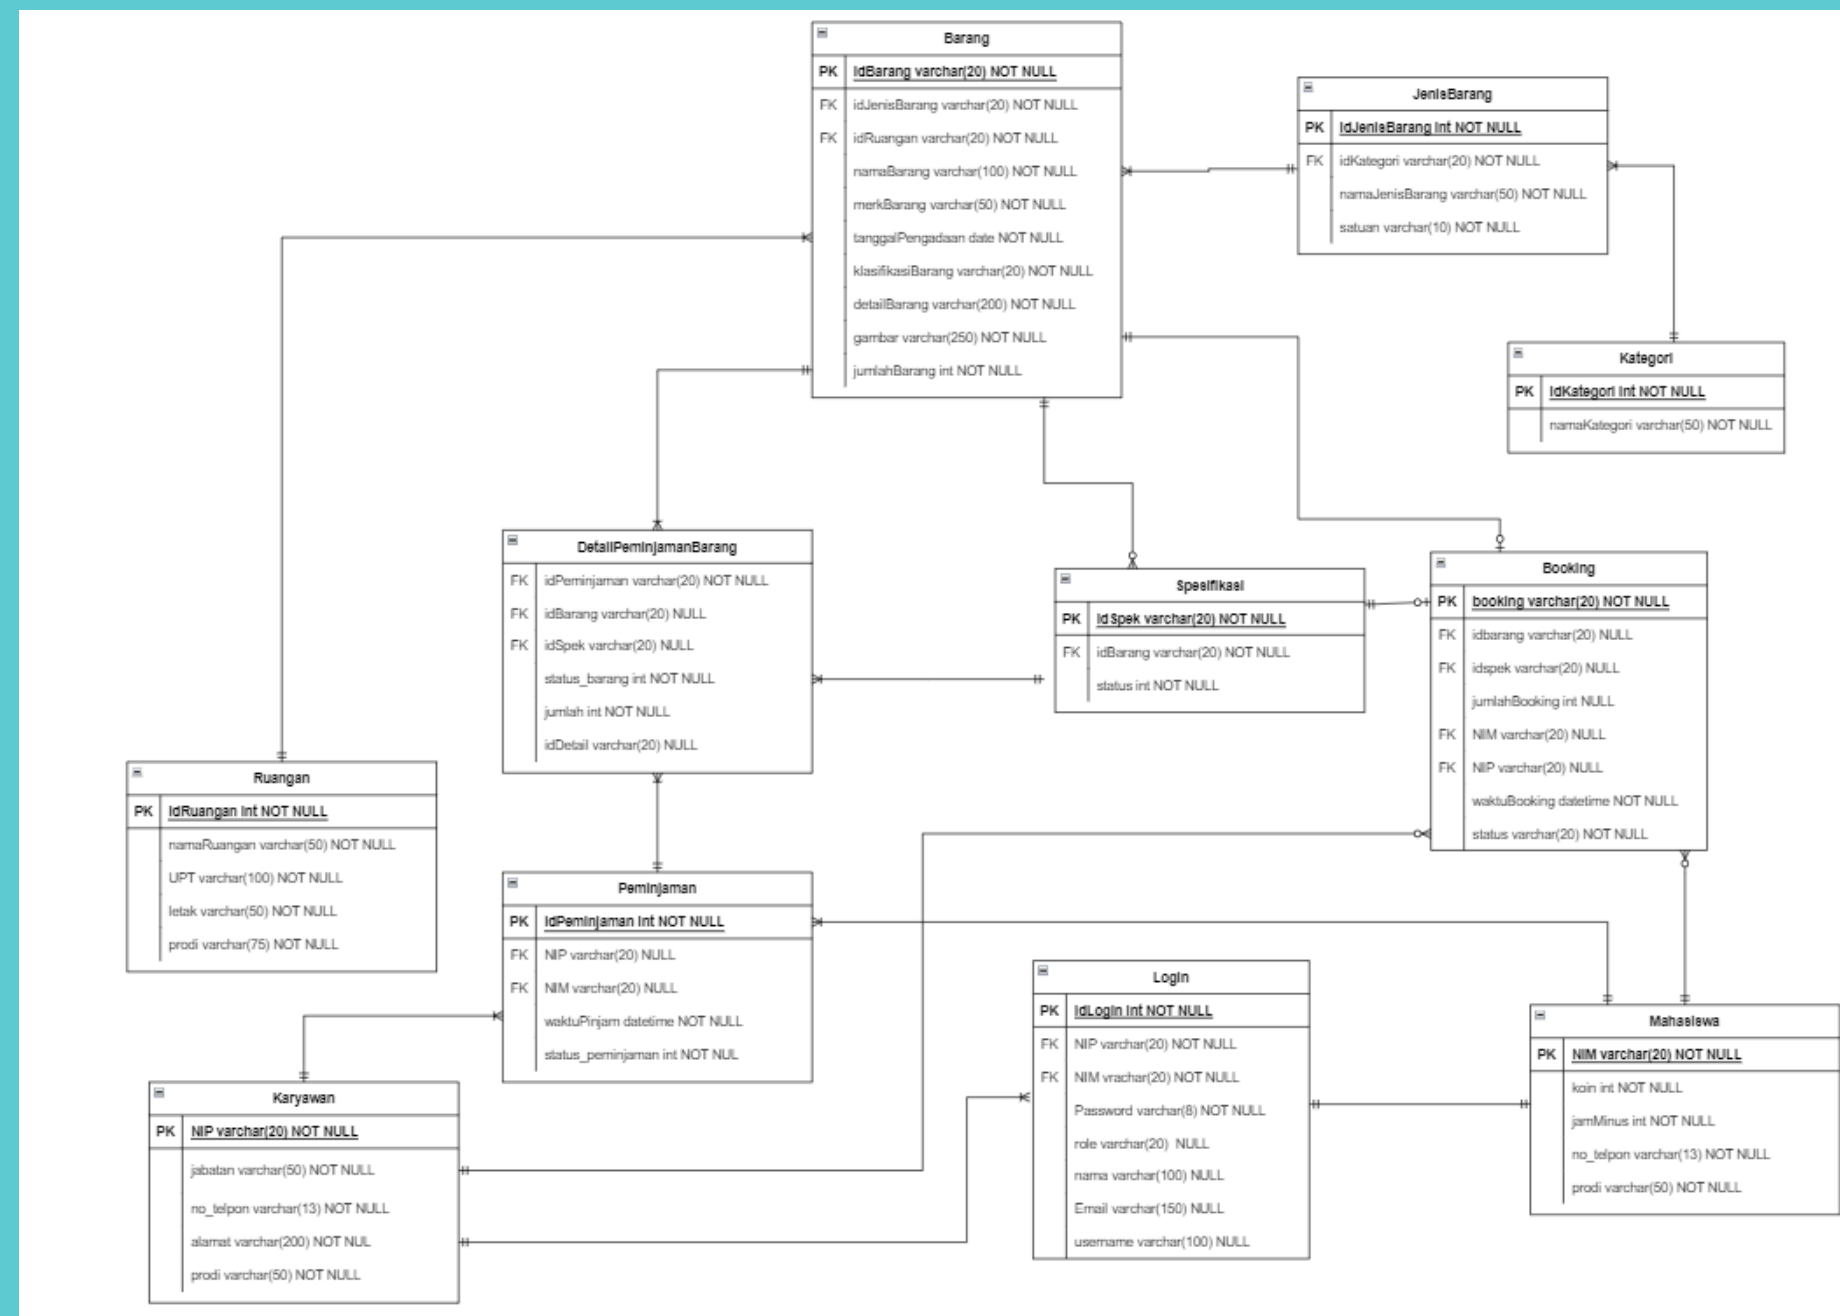 Barang
PK IdBarang varchar(20) NOT NULL
FK idJenisBarang varchar(20) NOT NULL
FK idRuangan varchar(20) NOT NULL
namaBarang varchar(100) NOT NULL
merkBarang varchar(50) NOT NULL
tanggalPengadaan date NOT NULL
klasifikasiBarang varchar(20) NOT NULL
detailBarang varchar(200) NOT NULL
gambar varchar(250) NOT NULL
jumlahBarang int NOT NULL
JenisBarang
PK IdJenisBarang int NOT NULL
FK idKategori varchar(20) NOT NULL
namaJenisBarang varchar(50) NOT NULL
satuan varchar(10) NOT NULL
Kategori
PK IdKategori int NOT NULL
namaKategori varchar(50) NOT NULL
DetailPeminjamanBarang
FK idPeminjaman varchar(20) NOT NULL
FK idBarang varchar(20) NULL
FK idSpek varchar(20) NULL
status_barang int NOT NULL
jumlah int NOT NULL
idDetail varchar(20) NULL
Spesifikasi
PK IdSpek varchar(20) NOT NULL
FK idBarang varchar(20) NOT NULL
status int NOT NULL
Booking
PK booking varchar(20) NOT NULL
FK idbarang varchar(20) NULL
FK idspek varchar(20) NULL
jumlahBooking int NULL
FK NIM varchar(20) NULL
FK NIP varchar(20) NULL
waktuBooking datetime NOT NULL
status varchar(20) NOT NULL
Ruangan
PK IdRuangan int NOT NULL
namaRuangan varchar(50) NOT NULL
UPT varchar(100) NOT NULL
letak varchar(50) NOT NULL
prodi varchar(75) NOT NULL
Peminjaman
PK IdPeminjaman int NOT NULL
FK NIP varchar(20) NULL
FK NIM varchar(20) NULL
waktuPinjam datetime NOT NULL
status_peminjaman int NOT NUL
Login
PK IdLogin int NOT NULL
FK NIP varchar(20) NOT NULL
FK NIM vrachar(20) NOT NULL
Password varchar(8) NOT NULL
role varchar(20) NULL
nama varchar(100) NULL
Email varchar(150) NULL
username varchar(100) NULL
Mahasiswa
PK NIM varchar(20) NOT NULL
koin int NOT NULL
jamMinus int NOT NULL
no_telpon varchar(13) NOT NULL
prodi varchar(50) NOT NULL
Karyawan
PK NIP varchar(20) NOT NULL
jabatan varchar(50) NOT NULL
no_telpon varchar(13) NOT NULL
alamat varchar(200) NOT NUL
prodi varchar(50) NOT NULL